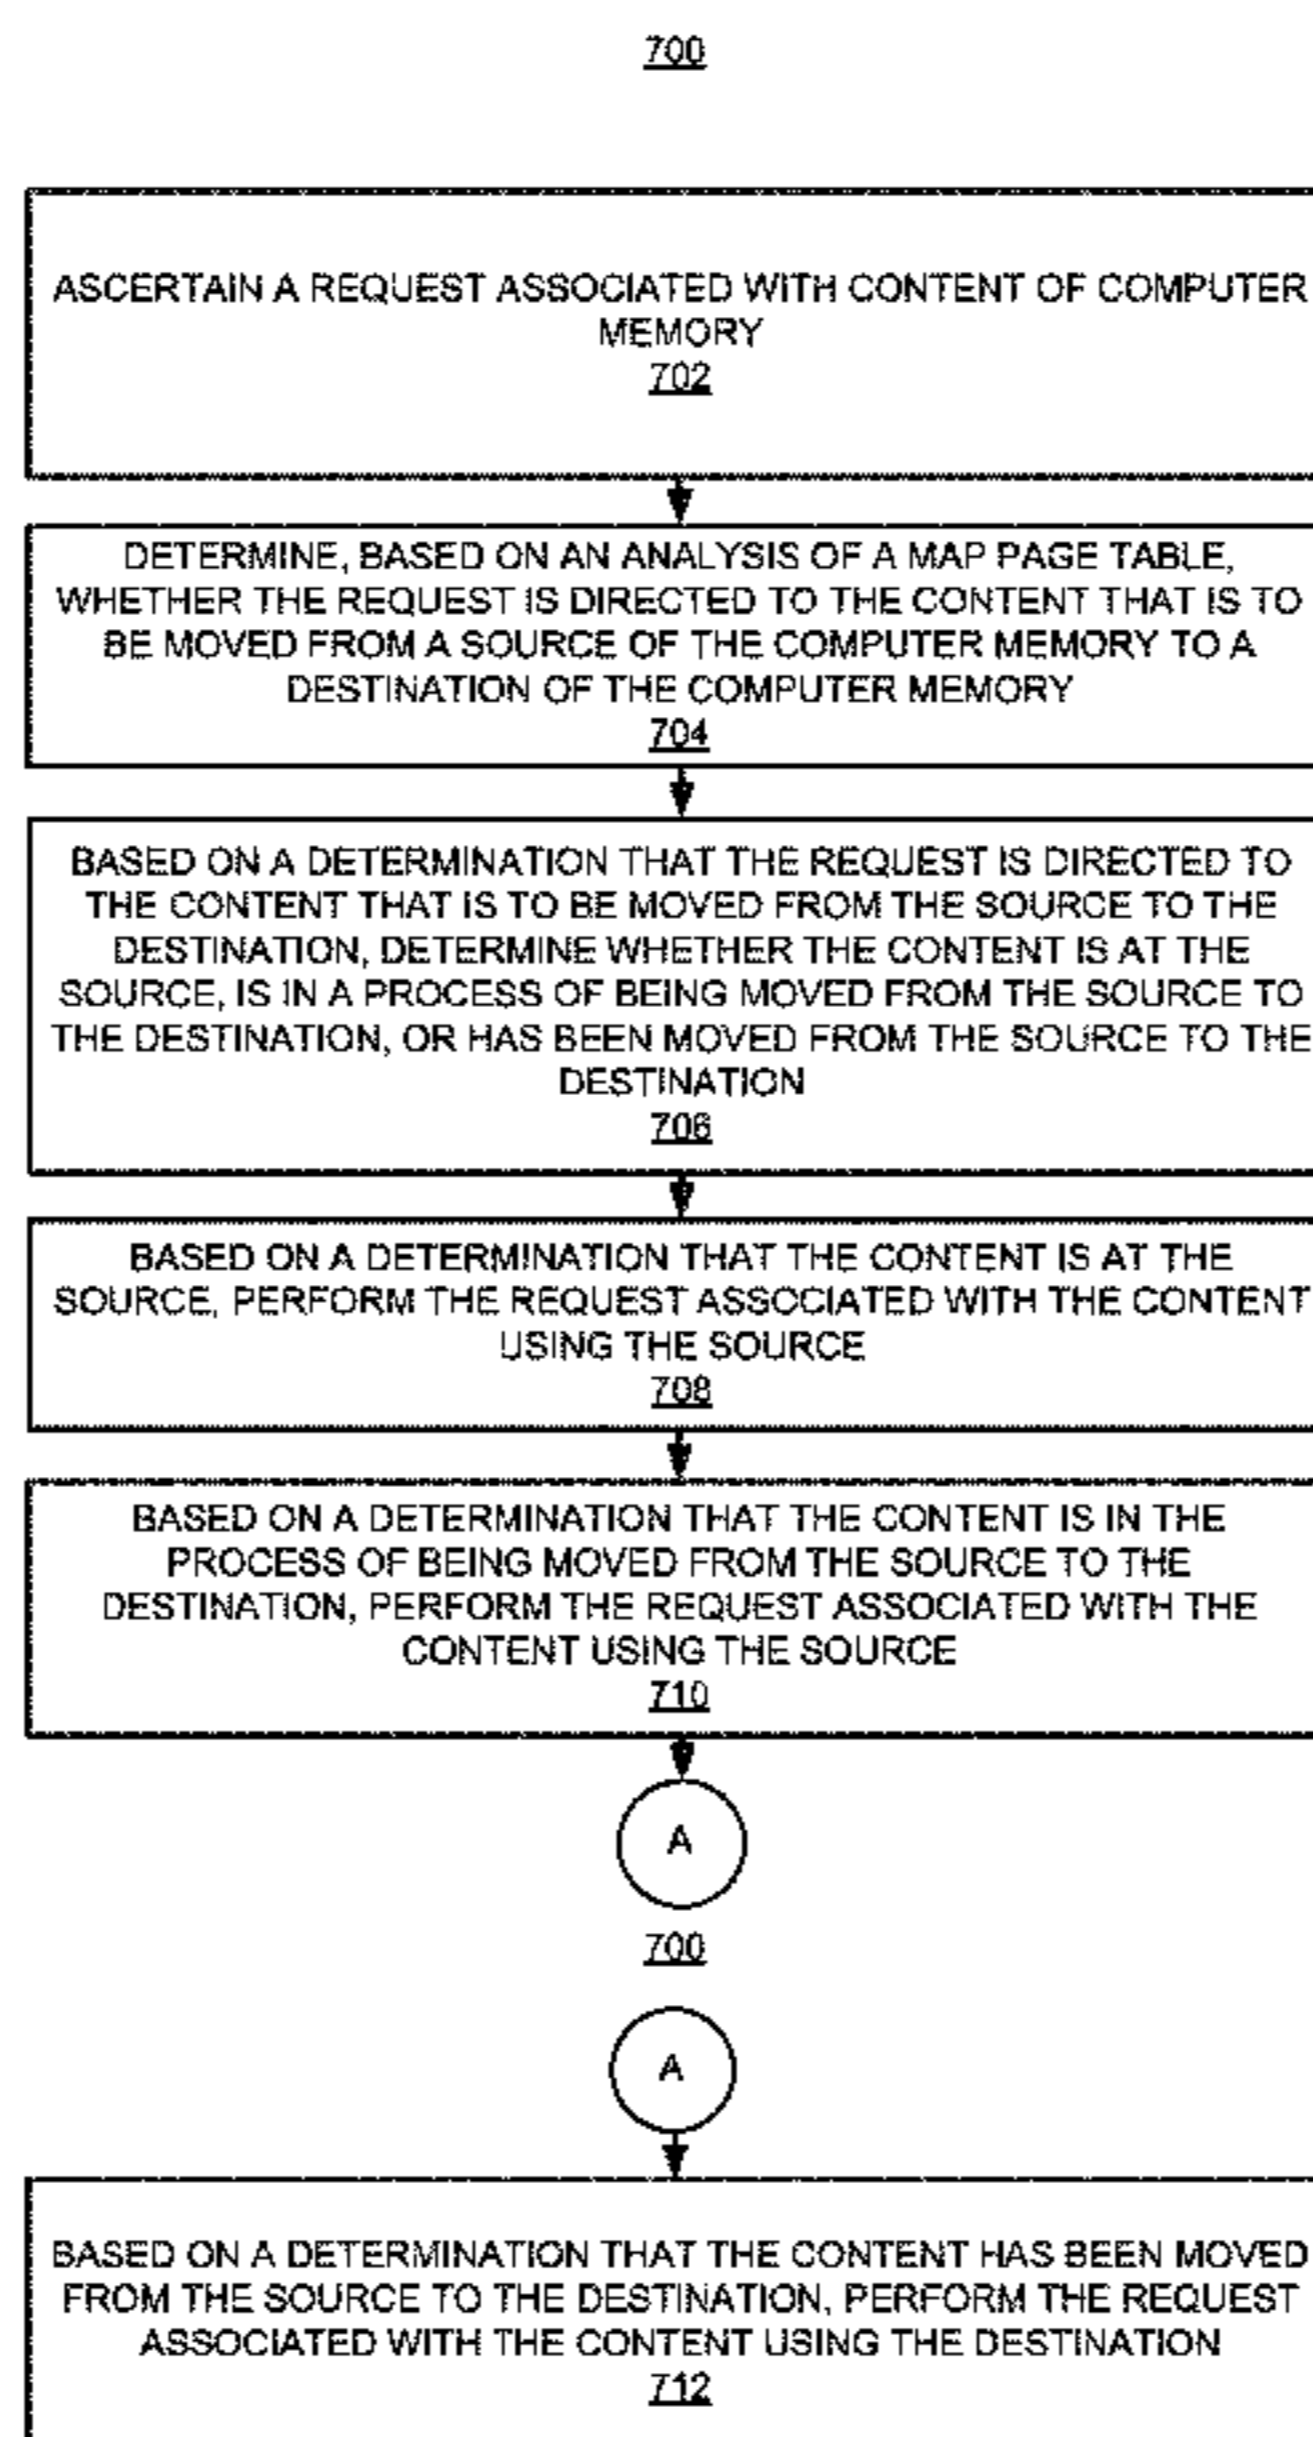 700
ASCERTAIN A REQUEST ASSOCIATED WITH CONTENT OF COMPUTER
MEMORY
702
DETERMINE, BASED ON AN ANALYSIS OF A MAP PAGE TABLE,
WHETHER THE REQUEST IS DIRECTED TO THE CONTENT THAT IS TO
BE MOVED FROM A SOURCE OF THE COMPUTER MEMORY TO A
DESTINATION OF THE COMPUTER MEMORY
704
BASED ON A DETERMINATION THAT THE REQUEST IS DIRECTED TO
THE CONTENT THAT IS TO BE MOVED FROM THE SOURCE TO THE
DESTINATION, DETERMINE WHETHER THE CONTENT IS AT THE
SOURCE, IS IN A PROCESS OF BEING MOVED FROM THE SOURCE TO
THE DESTINATION, OR HAS BEEN MOVED FROM THE SOURCE TO THE
DESTINATION
706
BASED ON A DETERMINATION THAT THE CONTENT IS AT THE
SOURCE, PERFORM THE REQUEST ASSOCIATED WITH THE CONTENT
USING THE SOURCE
708
BASED ON A DETERMINATION THAT THE CONTENT IS IN THE
PROCESS OF BEING MOVED FROM THE SOURCE TO THE
DESTINATION, PERFORM THE REQUEST ASSOCIATED WITH THE
CONTENT USING THE SOURCE
710
A
700
A
BASED ON A DETERMINATION THAT THE CONTENT HAS BEEN MOVED
FROM THE SOURCE TO THE DESTINATION, PERFORM THE REQUEST
ASSOCIATED WITH THE CONTENT USING THE DESTINATION
712